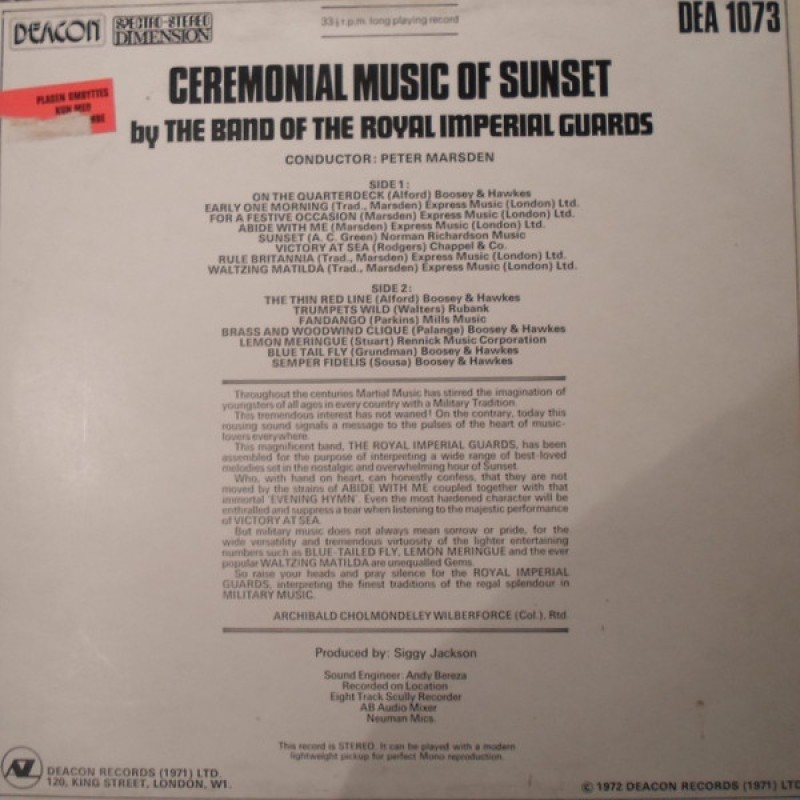 DEACON
SPECTRO-STEREO
DIMENSION
33⅓ r.p.m. long playing record
DEA 1073
PLADEN OMBYTTES
KUN MED
CEREMONIAL MUSIC OF SUNSET
by THE BAND OF THE ROYAL IMPERIAL GUARDS
CONDUCTOR: PETER MARSDEN
SIDE 1:
ON THE QUARTERDECK (Alford) Boosey & Hawkes
EARLY ONE MORNING (Trad., Marsden) Express Music (London) Ltd.
FOR A FESTIVE OCCASION (Marsden) Express Music (London) Ltd.
ABIDE WITH ME (Marsden) Express Music (London) Ltd.
SUNSET (A. C. Green) Norman Richardson Music
VICTORY AT SEA (Rodgers) Chappel & Co.
RULE BRITANNIA (Trad., Marsden) Express Music (London) Ltd.
WALTZING MATILDA (Trad., Marsden) Express Music (London) Ltd.
SIDE 2:
THE THIN RED LINE (Alford) Boosey & Hawkes
TRUMPETS WILD (Walters) Rubank
FANDANGO (Parkins) Mills Music
BRASS AND WOODWIND CLIQUE (Palange) Boosey & Hawkes
LEMON MERINGUE (Stuart) Rennick Music Corporation
BLUE TAIL FLY (Grundman) Boosey & Hawkes
SEMPER FIDELIS (Sousa) Boosey & Hawkes
Throughout the centuries Martial Music has stirred the imagination of
youngsters of all ages in every country with a Military Tradition.
This tremendous interest has not waned! On the contrary, today this
rousing sound signals a message to the pulses of the heart of music-
lovers everywhere.
This magnificent band, THE ROYAL IMPERIAL GUARDS, has been
assembled for the purpose of interpreting a wide range of best-loved
melodies set in the nostalgic and overwhelming hour of Sunset.
Who, with hand on heart, can honestly confess, that they are not
moved by the strains of ABIDE WITH ME coupled together with that
immortal 'EVENING HYMN'. Even the most hardened character will be
enthralled and suppress a tear when listening to the majestic performance
of VICTORY AT SEA.
But military music does not always mean sorrow or pride, for the
wide versatility and tremendous virtuosity of the lighter entertaining
numbers such as BLUE-TAILED FLY, LEMON MERINGUE and the ever
popular WALTZING MATILDA are unequalled Gems.
So raise your heads and pray silence for the ROYAL IMPERIAL
GUARDS, interpreting the finest traditions of the regal splendour in
MILITARY MUSIC.
ARCHIBALD CHOLMONDELEY WILBERFORCE (Col.), Rtd.
Produced by: Siggy Jackson
Sound Engineer: Andy Bereza
Recorded on Location
Eight Track Scully Recorder
AB Audio Mixer
Neuman Mics.
This record is STEREO. It can be played with a modern
lightweight pickup for perfect Mono reproduction.
DEACON RECORDS (1971) LTD.
120, KING STREET, LONDON, W1.
© 1972 DEACON RECORDS (1971) LTD